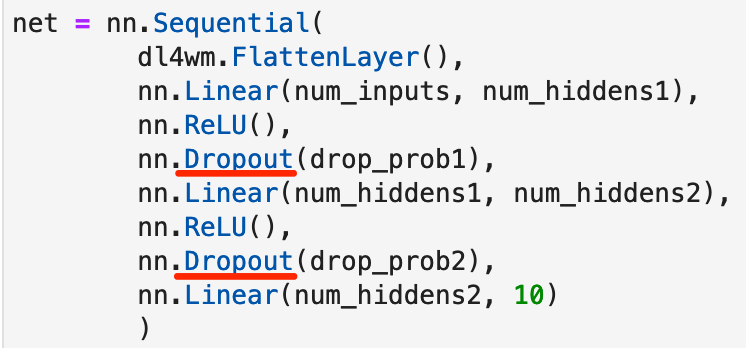 net = nn.Sequential(
dl4wm.FlattenLayer(),
nn.Linear(num_inputs, num_hiddens1),
nn.ReLU(),
nn.Dropout(drop_prob1),
nn.Linear(num_hiddens1, num_hiddens2),
nn.ReLU(),
nn.Dropout(drop_prob2),
nn.Linear(num_hiddens2, 10)
)